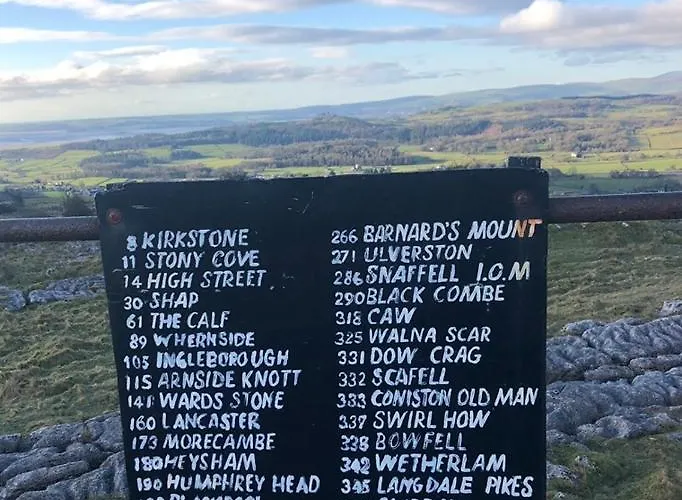 8 KIRKSTONE
11 STONY COVE
14 HIGH STREET
30 SHAP
61 THE CALF
89 WHERNSIDE
105 INGLEBOROUGH
115 ARNSIDE KNOTT
141 WARDS STONE
160 LANCASTER
173 MORECAMBE
180 HEYSHAM
190 HUMPHREY HEAD
266 BARNARD'S MOUNT
271 ULVERSTON
286 SNAFFELL I.O.M
290 BLACK COMBE
318 CAW
325 WALNA SCAR
331 DOW CRAG
332 SCAFELL
333 CONISTON OLD MAN
337 SWIRL HOW
338 BOWFELL
342 WETHERLAM
345 LANGDALE PIKES